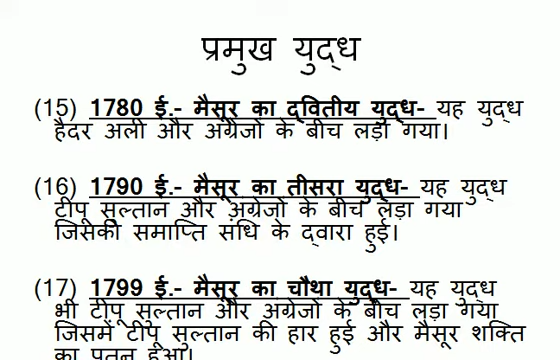 प्रमुख युद्ध
(15) 1780 ई.- मैसूर का द्वितीय युद्ध- यह युद्ध
हैदर अली और अंग्रेजों के बीच लड़ा गया।
(16) 1790 ई.- मैसूर का तीसरा युद्ध- यह युद्ध
टीपू सुल्तान और अंग्रेजों के बीच लड़ा गया
जिसकी समाप्ति संधि के द्वारा हुई।
(17) 1799 ई.- मैसूर का चौथा युद्ध- यह युद्ध
भी टीपू सुल्तान और अंग्रेजों के बीच लड़ा गया
जिसमें टीपू सुल्तान की हार हुई और मैसूर शक्ति
का पतन हुआ।